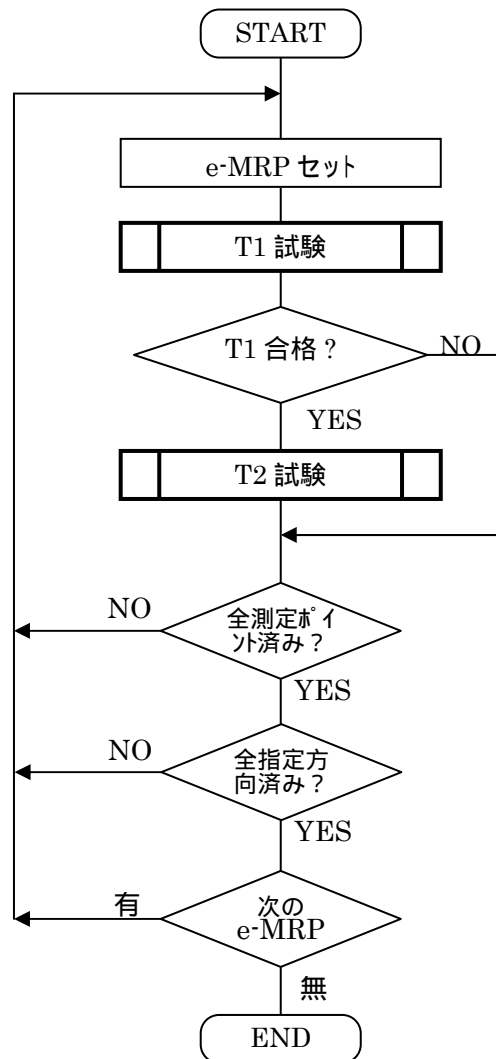 START
e-MRP セット
T1 試験
T1 合格?
NO
YES
T2 試験
NO
全測定ポイ
ント済み?
YES
NO
全指定方
向済み?
YES
有
次の
e-MRP
無
END